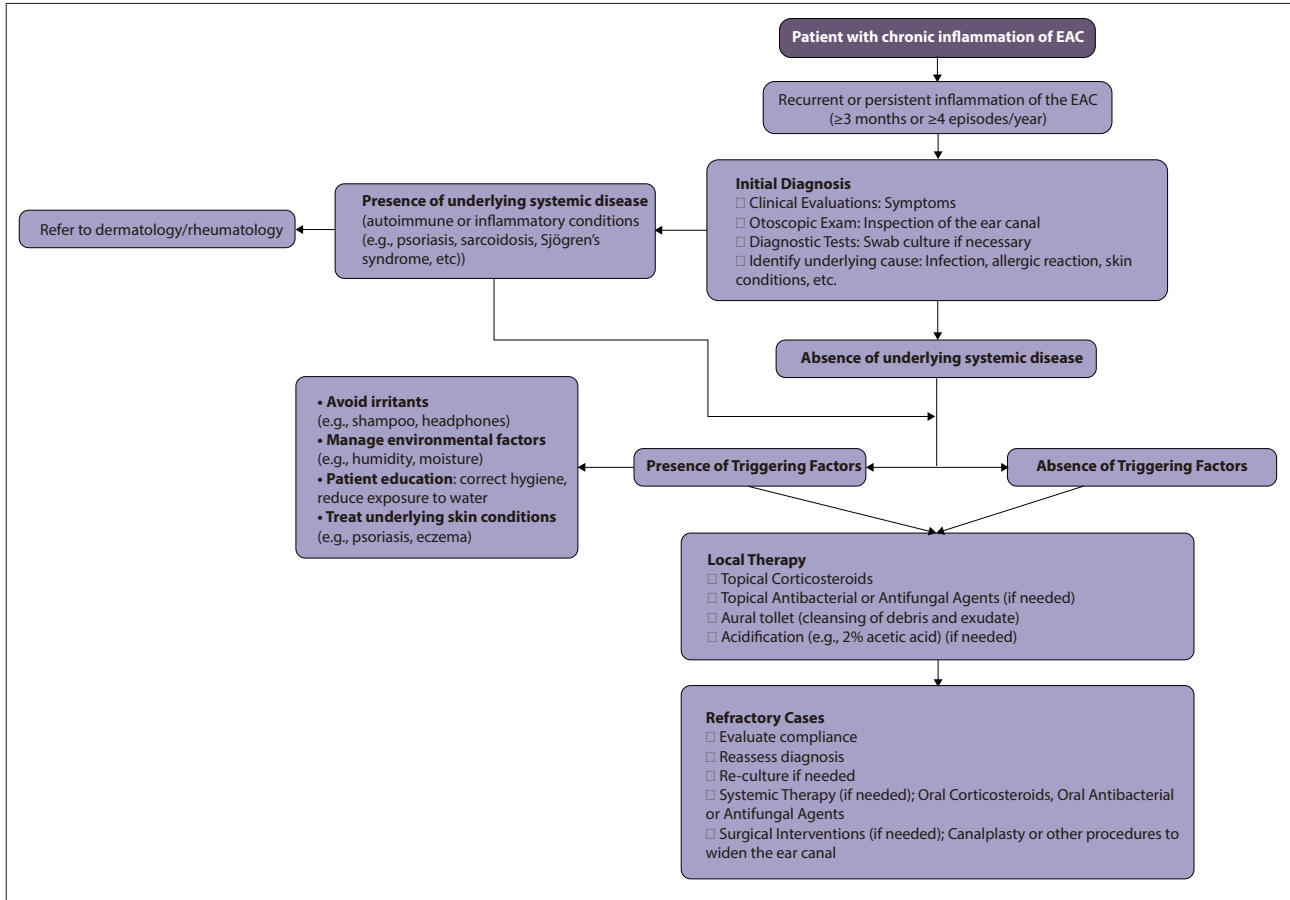 Patient with chronic inflammation of EAC
Recurrent or persistent inflammation of the EAC
(≥3 months or ≥4 episodes/year)
Initial Diagnosis
□ Clinical Evaluations: Symptoms
□ Otoscopic Exam: Inspection of the ear canal
□ Diagnostic Tests: Swab culture if necessary
□ Identify underlying cause: Infection, allergic reaction, skin
conditions, etc.
Presence of underlying systemic disease
(autoimmune or inflammatory conditions
(e.g., psoriasis, sarcoidosis, Sjögren's
syndrome, etc))
Refer to dermatology/rheumatology
Absence of underlying systemic disease
• Avoid irritants
(e.g., shampoo, headphones)
• Manage environmental factors
(e.g., humidity, moisture)
• Patient education: correct hygiene,
reduce exposure to water
• Treat underlying skin conditions
(e.g., psoriasis, eczema)
Presence of Triggering Factors
Absence of Triggering Factors
Local Therapy
□ Topical Corticosteroids
□ Topical Antibacterial or Antifungal Agents (if needed)
□ Aural tollet (cleansing of debris and exudate)
□ Acidification (e.g., 2% acetic acid) (if needed)
Refractory Cases
□ Evaluate compliance
□ Reassess diagnosis
□ Re-culture if needed
□ Systemic Therapy (if needed); Oral Corticosteroids, Oral Antibacterial
or Antifungal Agents
□ Surgical Interventions (if needed); Canalplasty or other procedures to
widen the ear canal